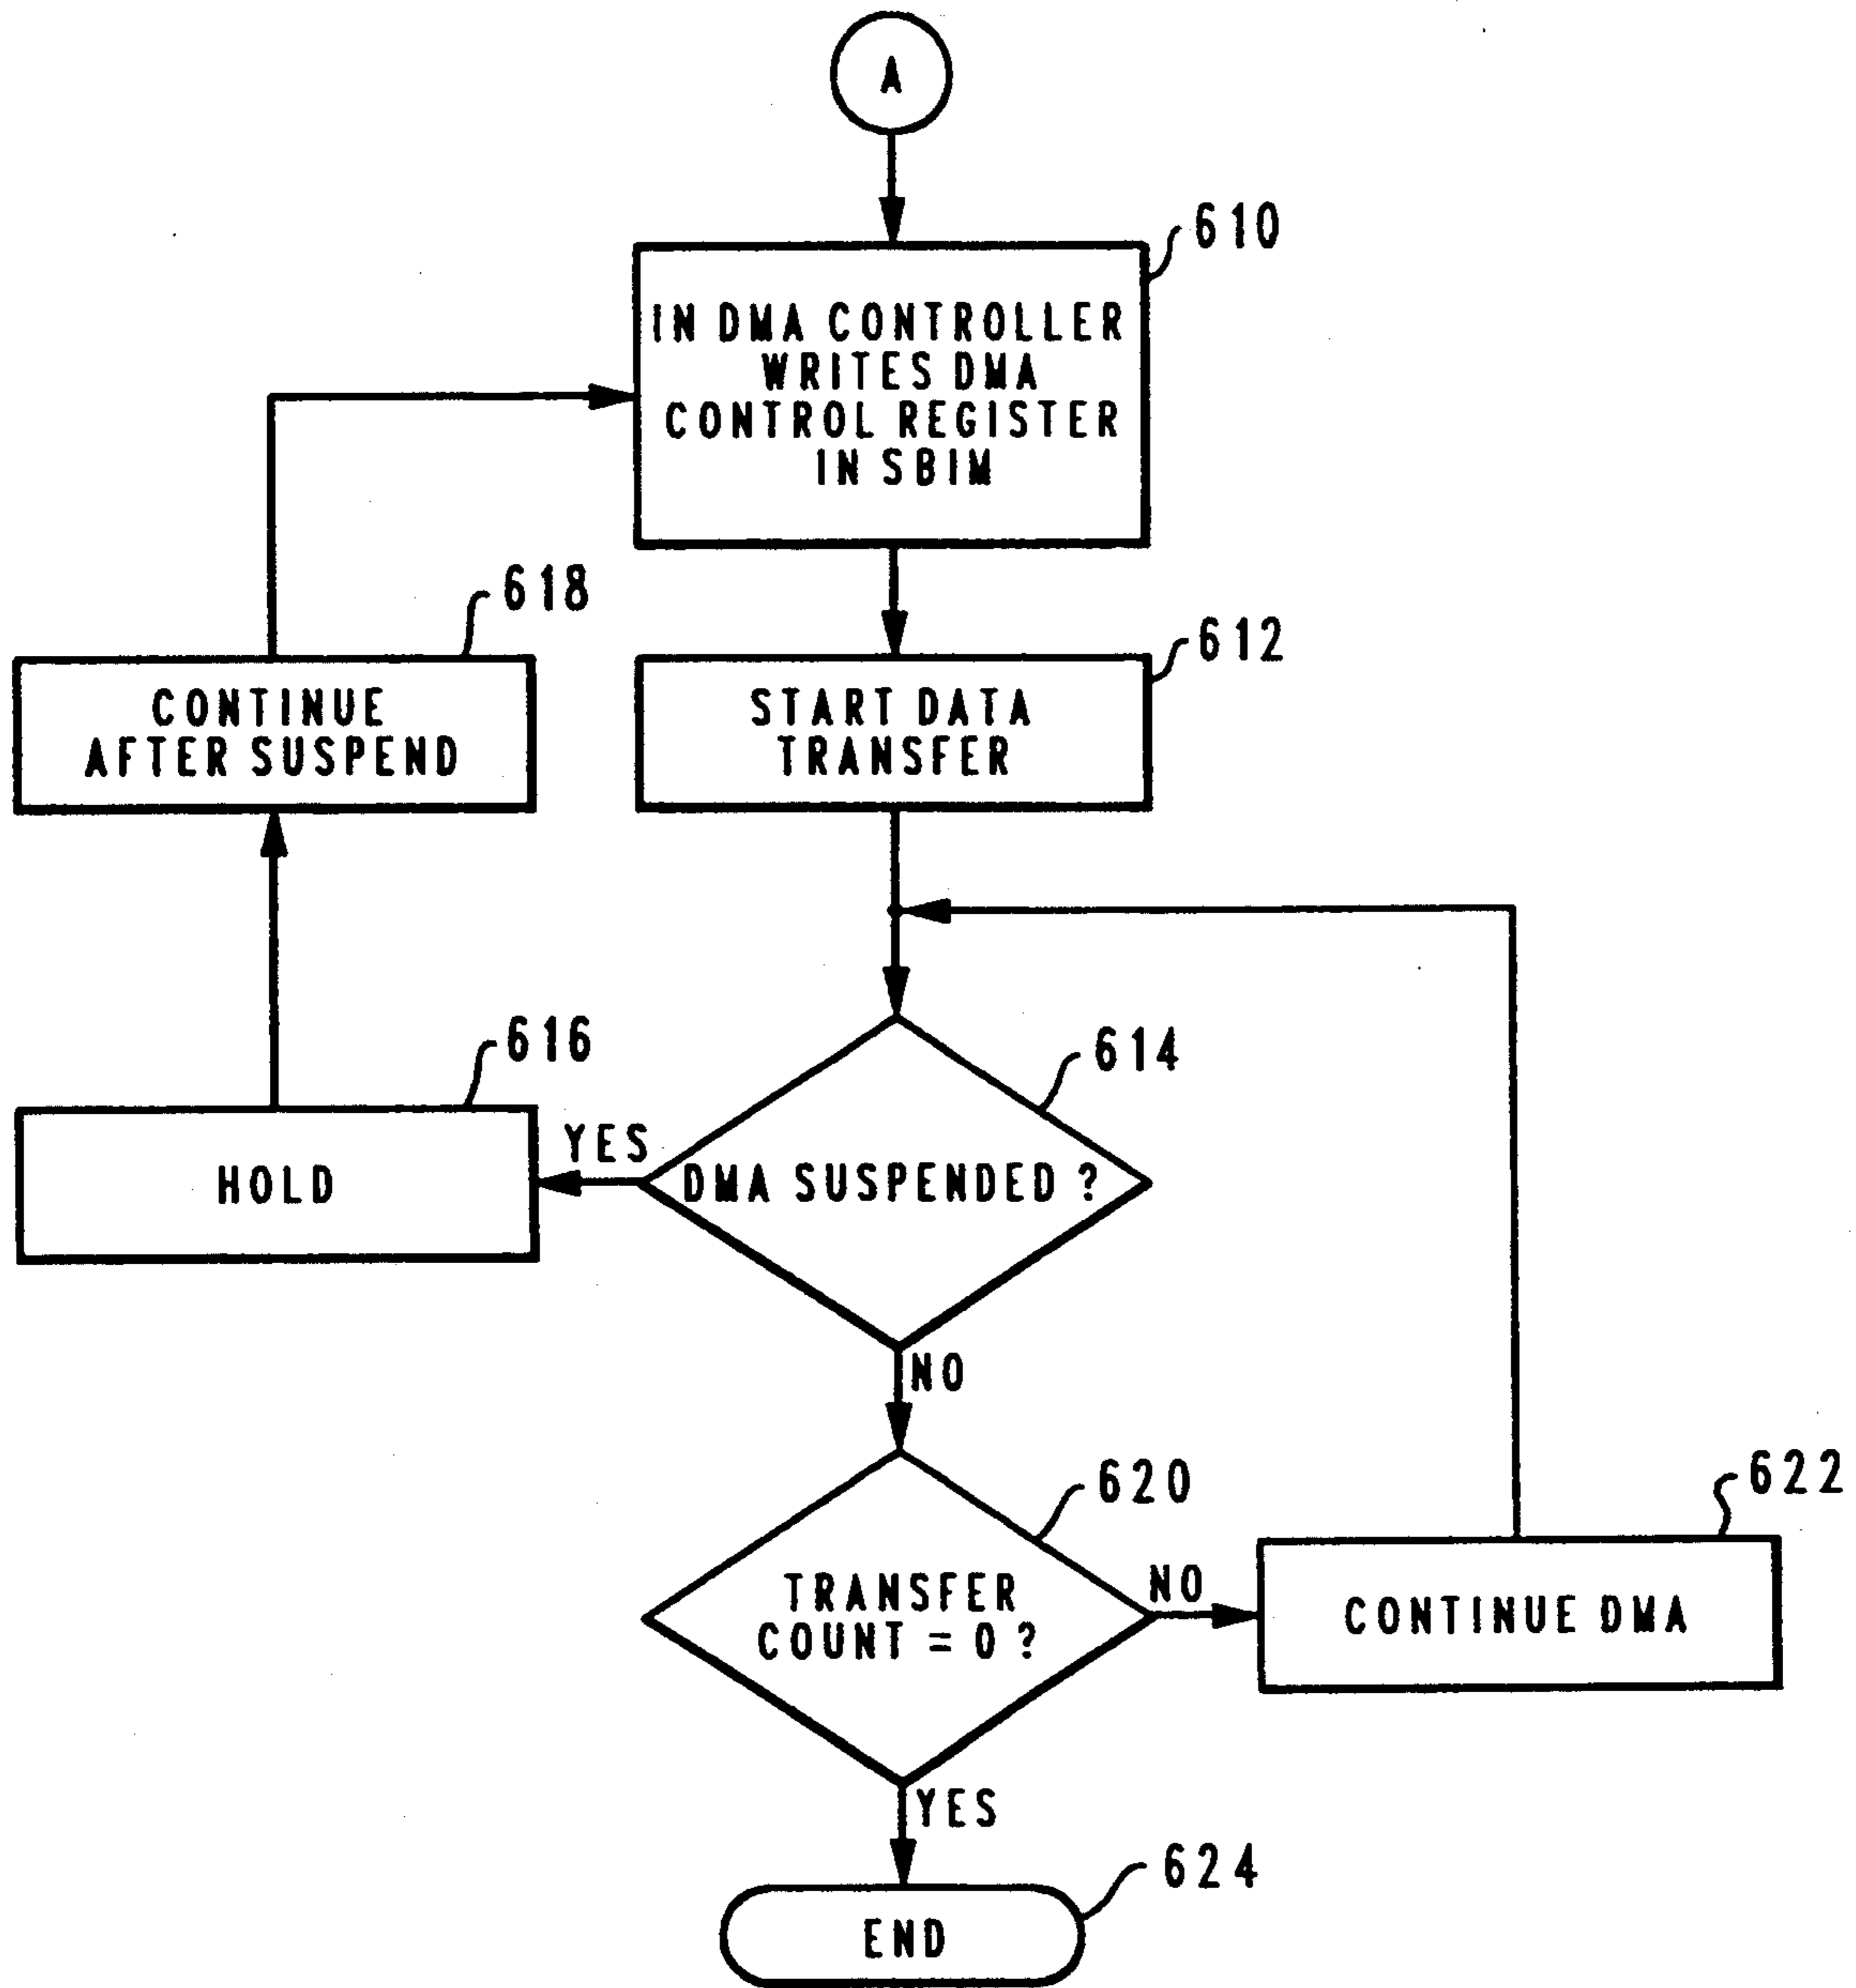 A
610
IN DMA CONTROLLER
WRITES DMA
CONTROL REGISTER
IN SBIM
618
CONTINUE
AFTER SUSPEND
612
START DATA
TRANSFER
616
HOLD
YES
614
DMA SUSPENDED ?
NO
620
TRANSFER
COUNT = 0 ?
NO
622
CONTINUE DMA
YES
624
END